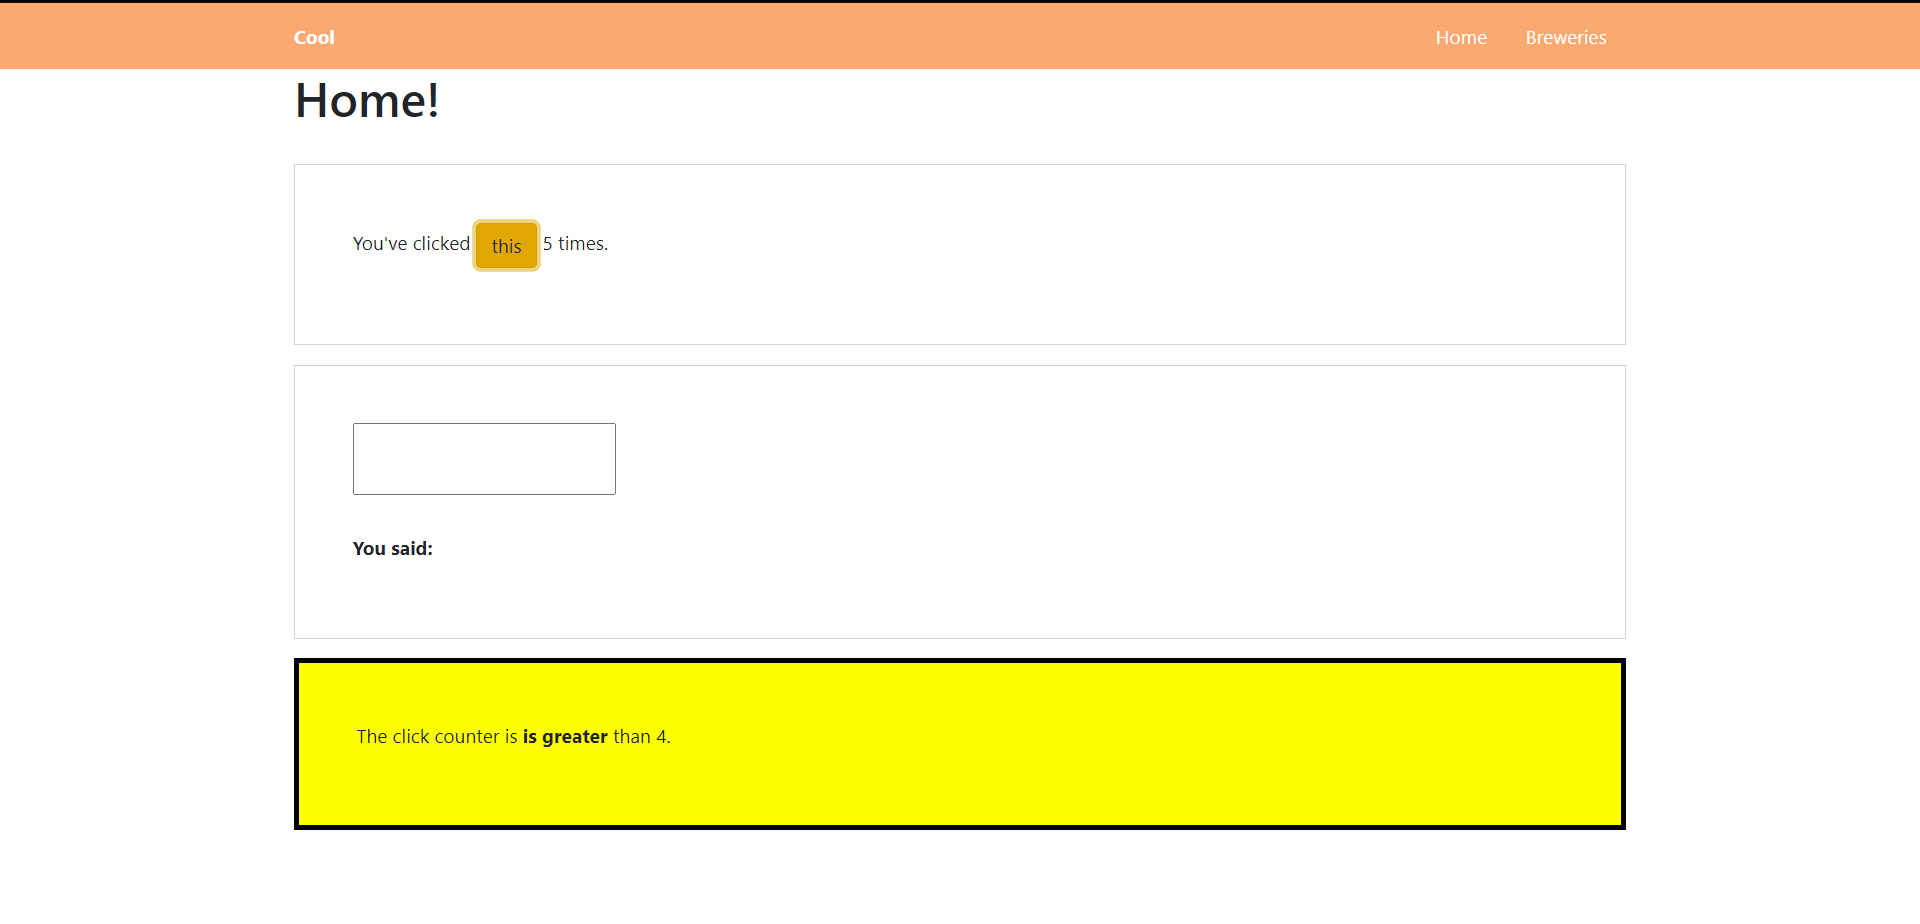 Cool Home Breweries
Home!
You've clicked this 5 times.
You said:
The click counter is is greater than 4.